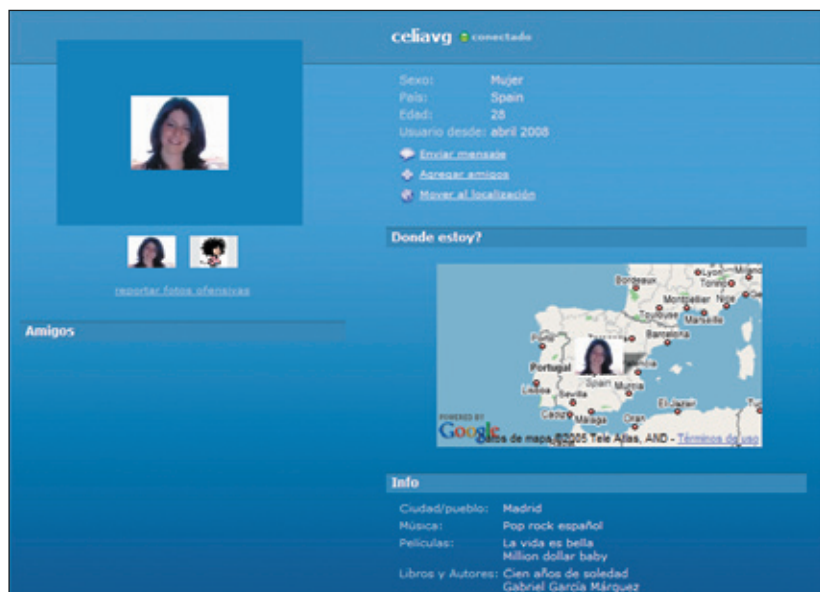 celiavg conectado
Sexo: Mujer
País: Spain
Edad: 28
Usuario desde: abril 2008
Enviar mensaje
Agregar amigos
Mover al localización
reportar fotos ofensivas
Amigos
Donde estoy?
Lyon
Milano
Bordeaux
Torino
Montpellier
Nice
Toulouse
Marseille
Barcelona
Porto
Portugal
Spain
Murcia
Lisboa
Sevilla
El-Jazair
Málaga
Oran
POWERED BY
Google
de mapa ©2005 Tele Atlas, AND - Términos de uso
Info
Ciudad/pueblo: Madrid
Música: Pop rock español
Películas: La vida es bella
Million dollar baby
Libros y Autores: Cien años de soledad
Gabriel García Márquez